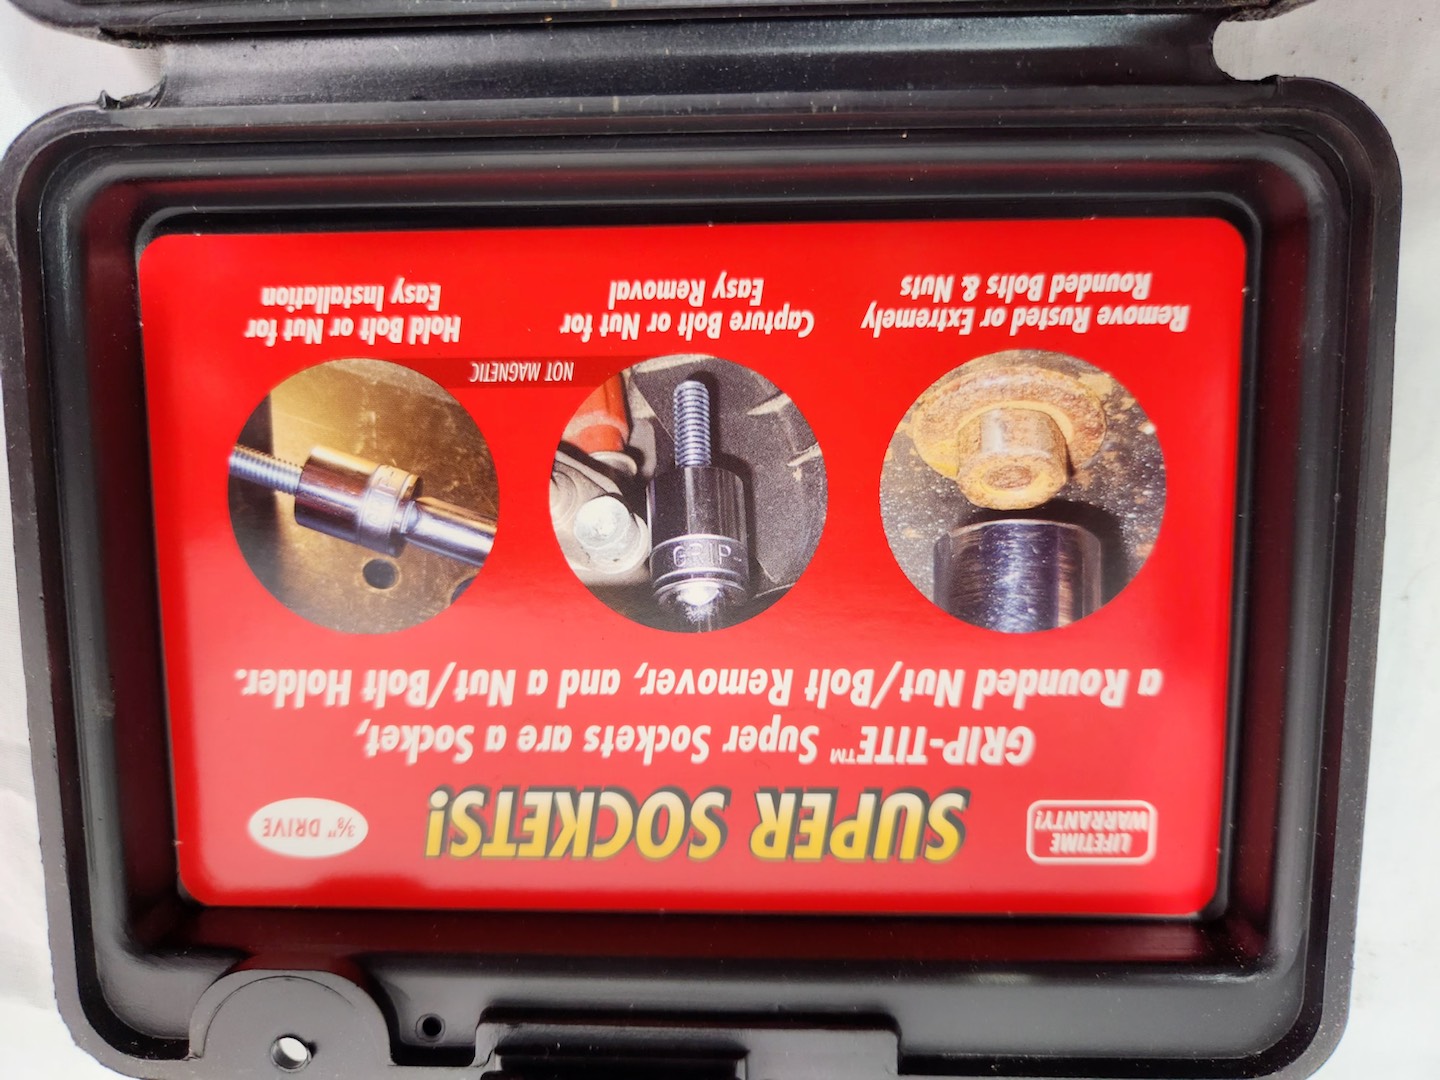 LIFETIME
WARRANTY!
SUPER SOCKETS!
3/8" DRIVE
GRIP-TITE™ Super Sockets are a Socket,
a Rounded Nut/Bolt Remover, and a Nut/Bolt Holder.
GRIP-
NOT MAGNETIC
Remove Rusted or Extremely
Rounded Bolts & Nuts
Capture Bolt or Nut for
Easy Removal
Hold Bolt or Nut for
Easy Installation